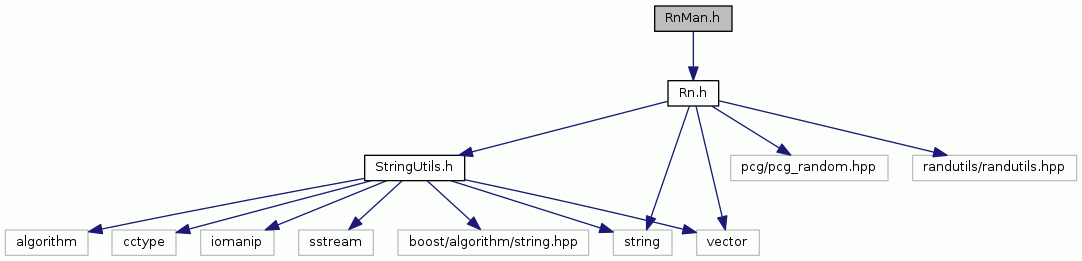 RnMan.h
Rn.h
StringUtils.h
pcg/pcg_random.hpp
randutils/randutils.hpp
algorithm
cctype
iomanip
sstream
boost/algorithm/string.hpp
string
vector